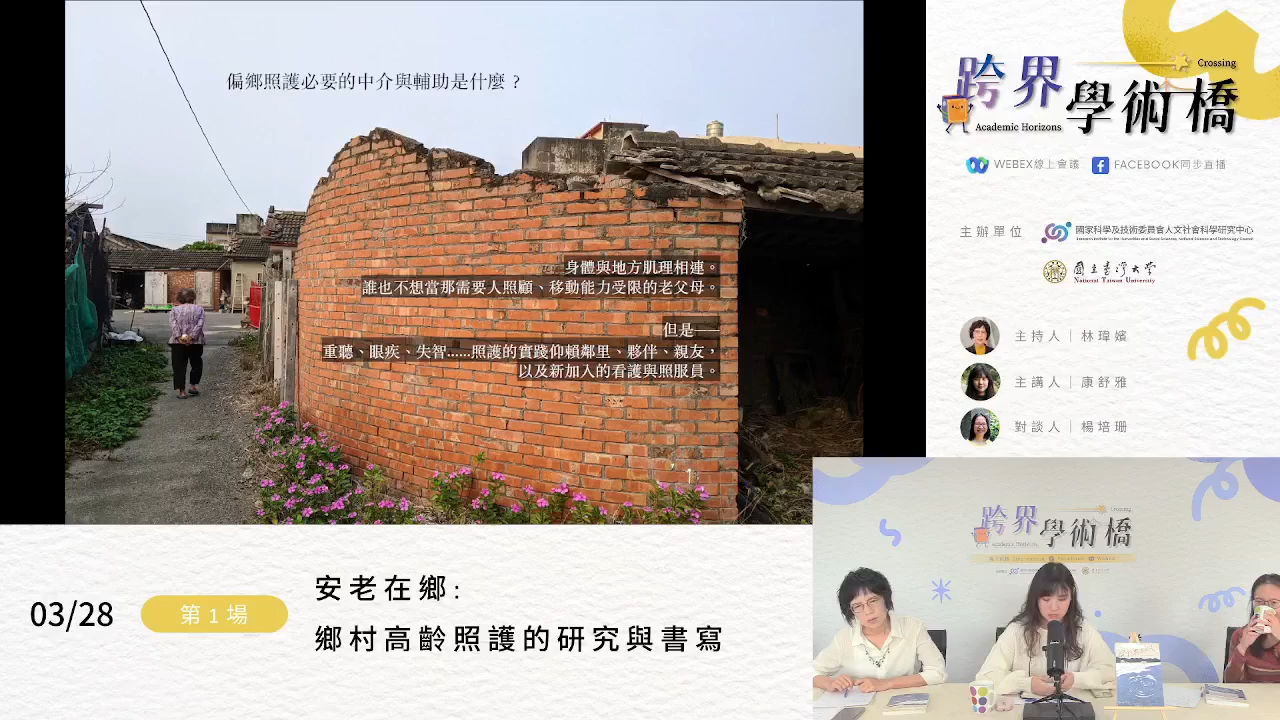 偏鄉照護必要的中介與輔助是什麼？
身體與地方肌理相連。
誰也不想當那需要人照顧、移動能力受限的老父母。
但是——
重聽、眼疾、失智……照護的實踐仰賴鄰里、夥伴、親友，
以及新加入的看護與照服員。
跨界學術橋
Crossing
Academic Horizons
WEBEX線上會議 FACEBOOK同步直播
主辦單位
國家科學及技術委員會人文社會科學研究中心
國立臺灣大學
National Taiwan University
主持人｜林瑋嬪
主講人｜康舒雅
對談人｜楊培珊
跨界學術橋
Crossing
03/28
第1場
安老在鄉：
鄉村高齡照護的研究與書寫